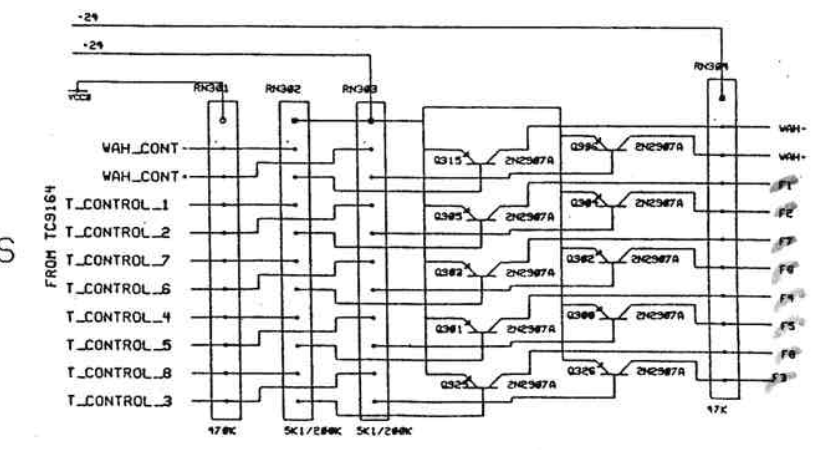 -24
-24
VCC0
RN301
RN302
RN303
RN304
WAH_CONT-
WAH_CONT+
T_CONTROL_1
T_CONTROL_2
T_CONTROL_7
T_CONTROL_6
T_CONTROL_4
T_CONTROL_5
T_CONTROL_8
T_CONTROL_3
FROM TC9164
S
Q315 2N2907A
Q906 2N2907A
Q305 2N2907A
Q304 2N2907A
Q303 2N2907A
Q302 2N2907A
Q301 2N2907A
Q300 2N2907A
Q325 2N2907A
Q326 2N2907A
WAH-
WAH-
F1
F2
F7
F6
F4
F5
F8
F3
470K
5K1/200K
5K1/200K
47K